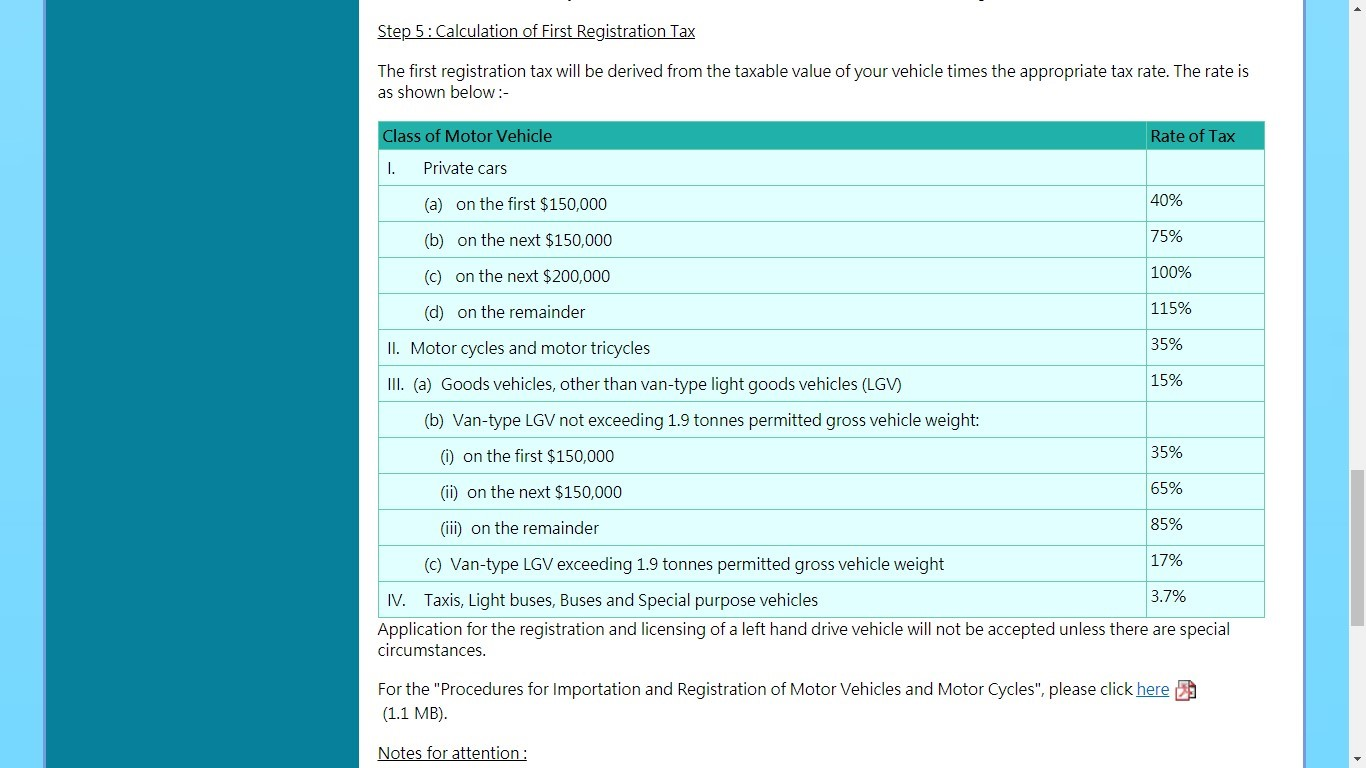 Step 5 : Calculation of First Registration Tax
The first registration tax will be derived from the taxable value of your vehicle times the appropriate tax rate. The rate is
as shown below :-
Class of Motor Vehicle Rate of Tax
I. Private cars
(a) on the first $150,000 40%
(b) on the next $150,000 75%
(c) on the next $200,000 100%
(d) on the remainder 115%
II. Motor cycles and motor tricycles 35%
III. (a) Goods vehicles, other than van-type light goods vehicles (LGV) 15%
(b) Van-type LGV not exceeding 1.9 tonnes permitted gross vehicle weight:
(i) on the first $150,000 35%
(ii) on the next $150,000 65%
(iii) on the remainder 85%
(c) Van-type LGV exceeding 1.9 tonnes permitted gross vehicle weight 17%
IV. Taxis, Light buses, Buses and Special purpose vehicles 3.7%
Application for the registration and licensing of a left hand drive vehicle will not be accepted unless there are special
circumstances.
For the "Procedures for Importation and Registration of Motor Vehicles and Motor Cycles", please click here
(1.1 MB).
Notes for attention :